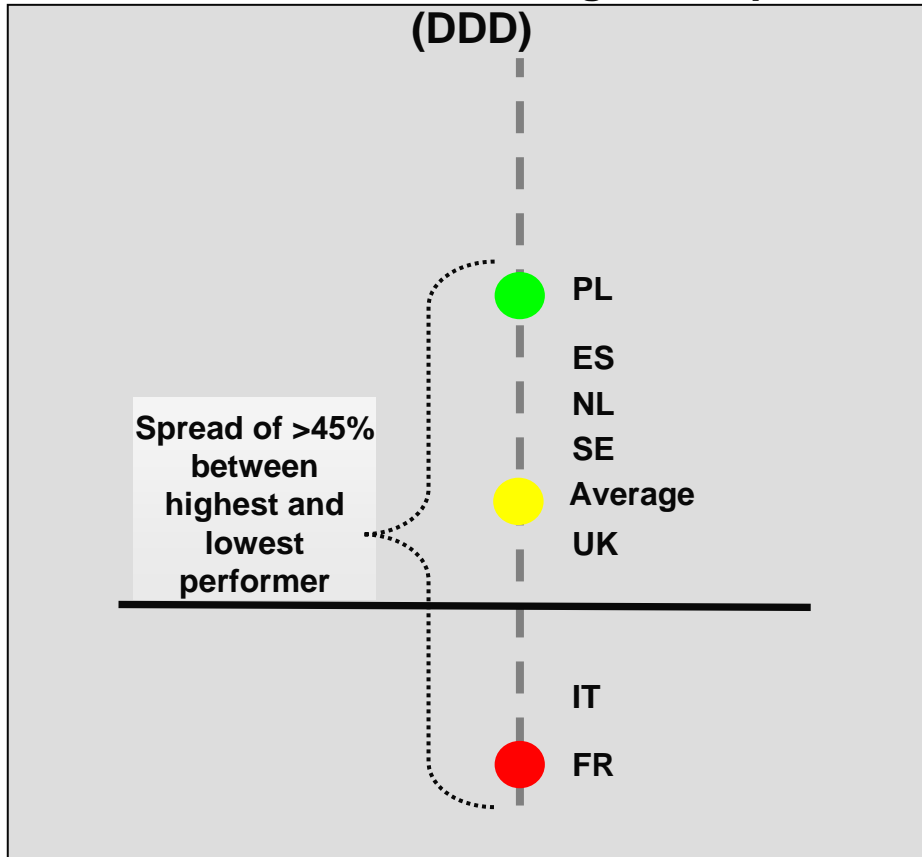 (DDD)
PL
ES
NL
SE
Average
UK
IT
FR
Spread of >45%
between
highest and
lowest
performer